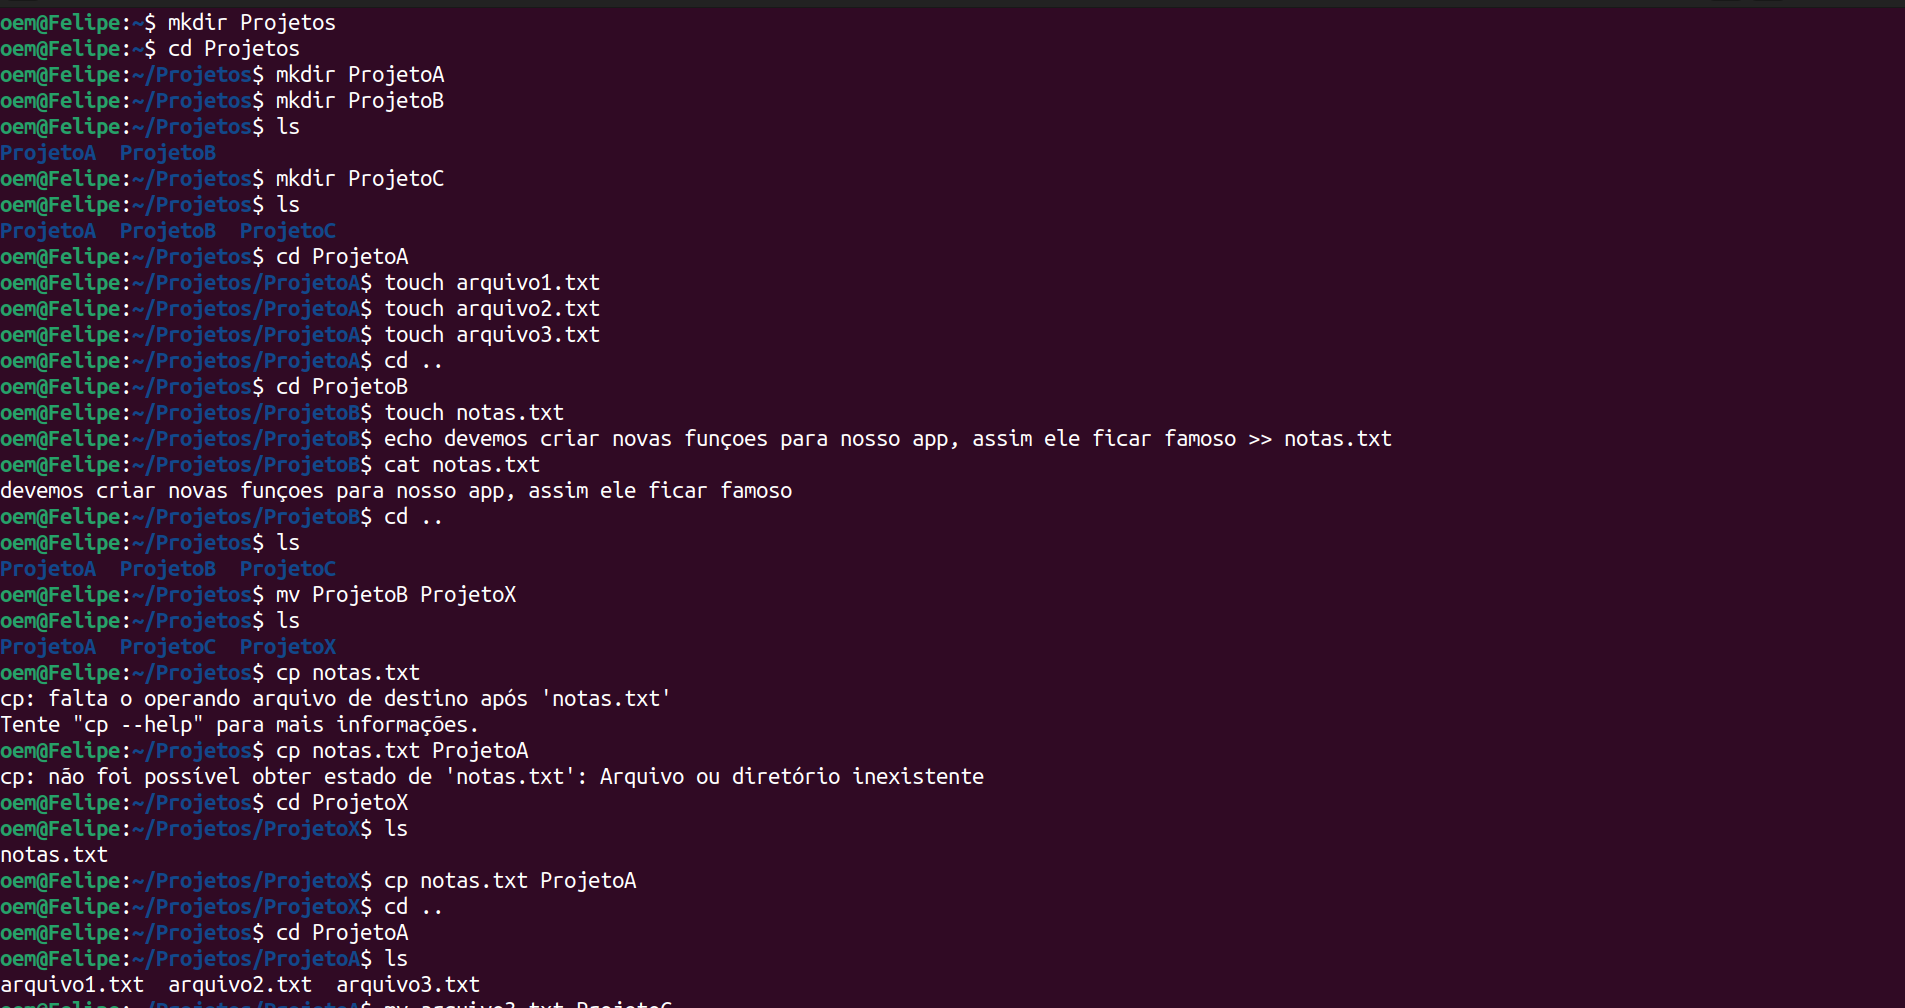 oem@Felipe:~$ mkdir Projetos
oem@Felipe:~$ cd Projetos
oem@Felipe:~/Projetos$ mkdir ProjetoA
oem@Felipe:~/Projetos$ mkdir ProjetoB
oem@Felipe:~/Projetos$ ls
ProjetoA  ProjetoB
oem@Felipe:~/Projetos$ mkdir ProjetoC
oem@Felipe:~/Projetos$ ls
ProjetoA  ProjetoB  ProjetoC
oem@Felipe:~/Projetos$ cd ProjetoA
oem@Felipe:~/Projetos/ProjetoA$ touch arquivo1.txt
oem@Felipe:~/Projetos/ProjetoA$ touch arquivo2.txt
oem@Felipe:~/Projetos/ProjetoA$ touch arquivo3.txt
oem@Felipe:~/Projetos/ProjetoA$ cd ..
oem@Felipe:~/Projetos$ cd ProjetoB
oem@Felipe:~/Projetos/ProjetoB$ touch notas.txt
oem@Felipe:~/Projetos/ProjetoB$ echo devemos criar novas funçoes para nosso app, assim ele ficar famoso >> notas.txt
oem@Felipe:~/Projetos/ProjetoB$ cat notas.txt
devemos criar novas funçoes para nosso app, assim ele ficar famoso
oem@Felipe:~/Projetos/ProjetoB$ cd ..
oem@Felipe:~/Projetos$ ls
ProjetoA  ProjetoB  ProjetoC
oem@Felipe:~/Projetos$ mv ProjetoB ProjetoX
oem@Felipe:~/Projetos$ ls
ProjetoA  ProjetoC  ProjetoX
oem@Felipe:~/Projetos$ cp notas.txt
cp: falta o operando arquivo de destino após 'notas.txt'
Tente "cp --help" para mais informações.
oem@Felipe:~/Projetos$ cp notas.txt ProjetoA
cp: não foi possível obter estado de 'notas.txt': Arquivo ou diretório inexistente
oem@Felipe:~/Projetos$ cd ProjetoX
oem@Felipe:~/Projetos/ProjetoX$ ls
notas.txt
oem@Felipe:~/Projetos/ProjetoX$ cp notas.txt ProjetoA
oem@Felipe:~/Projetos/ProjetoX$ cd ..
oem@Felipe:~/Projetos$ cd ProjetoA
oem@Felipe:~/Projetos/ProjetoA$ ls
arquivo1.txt  arquivo2.txt  arquivo3.txt